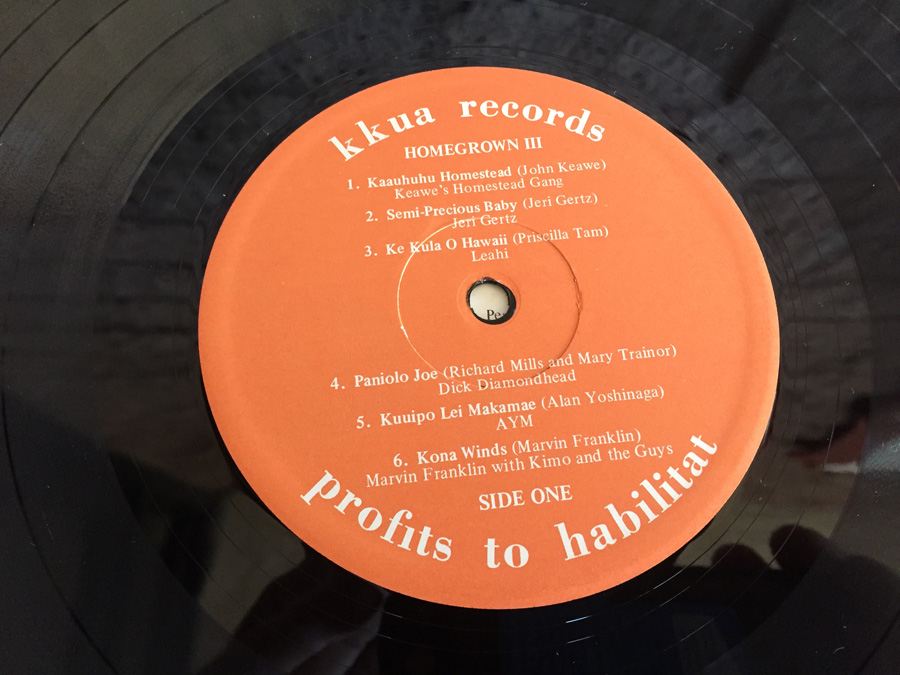 kkua records
HOMEGROWN III
1. Kaauhuhu Homestead (John Keawe)
Keawe's Homestead Gang
2. Semi-Precious Baby (Jeri Gertz)
Jeri Gertz
3. Ke Kula O Hawaii (Priscilla Tam)
Leahi
Pe
4. Paniolo Joe (Richard Mills and Mary Trainor)
Dick Diamondhead
5. Kuuipo Lei Makamae (Alan Yoshinaga)
AYM
6. Kona Winds (Marvin Franklin)
Marvin Franklin with Kimo and the Guys
SIDE ONE
profits to habilitat